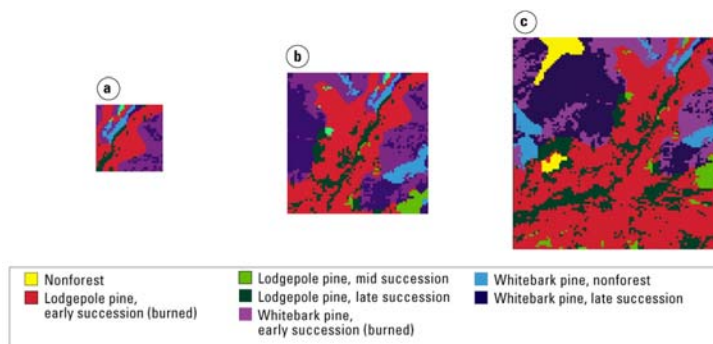 a
b
c
Nonforest
Lodgepole pine,
early succession (burned)
Lodgepole pine, mid succession
Lodgepole pine, late succession
Whitebark pine,
early succession (burned)
Whitebark pine, nonforest
Whitebark pine, late succession